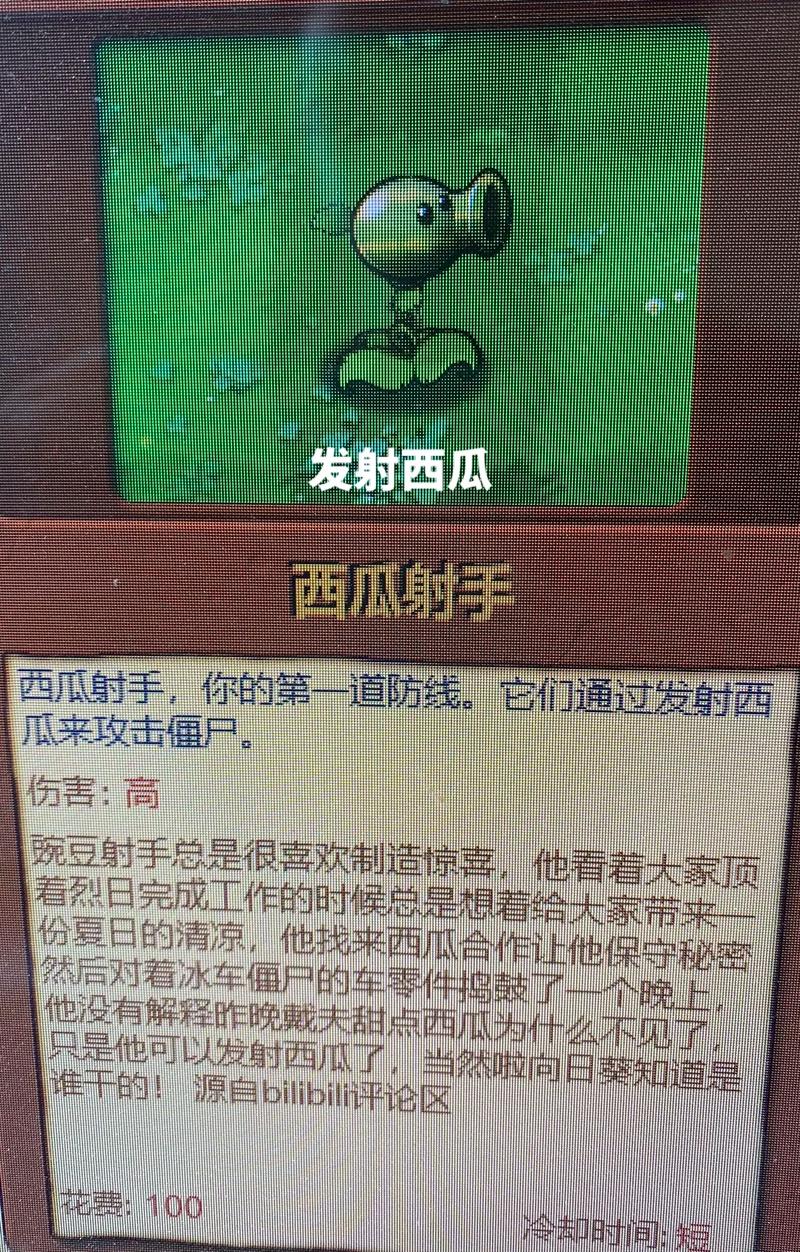 发射西瓜
西瓜射手
西瓜射手，你的第一道防线。它们通过发射西
瓜来攻击僵尸。
伤害: 高
豌豆射手总是很喜欢制造惊喜，他看着大家顶
着烈日完成工作的时候总是想着给大家带来一
份夏日的清凉，他找来西瓜合作让他保守秘密
然后对着冰车僵尸的车零件捣鼓了一个晚上，
他没有解释昨晚戴夫甜点西瓜为什么不见了，
只是他可以发射西瓜了，当然啦向日葵知道是
谁干的！ 源自bilibili评论区
花费: 100
冷却时间: 短